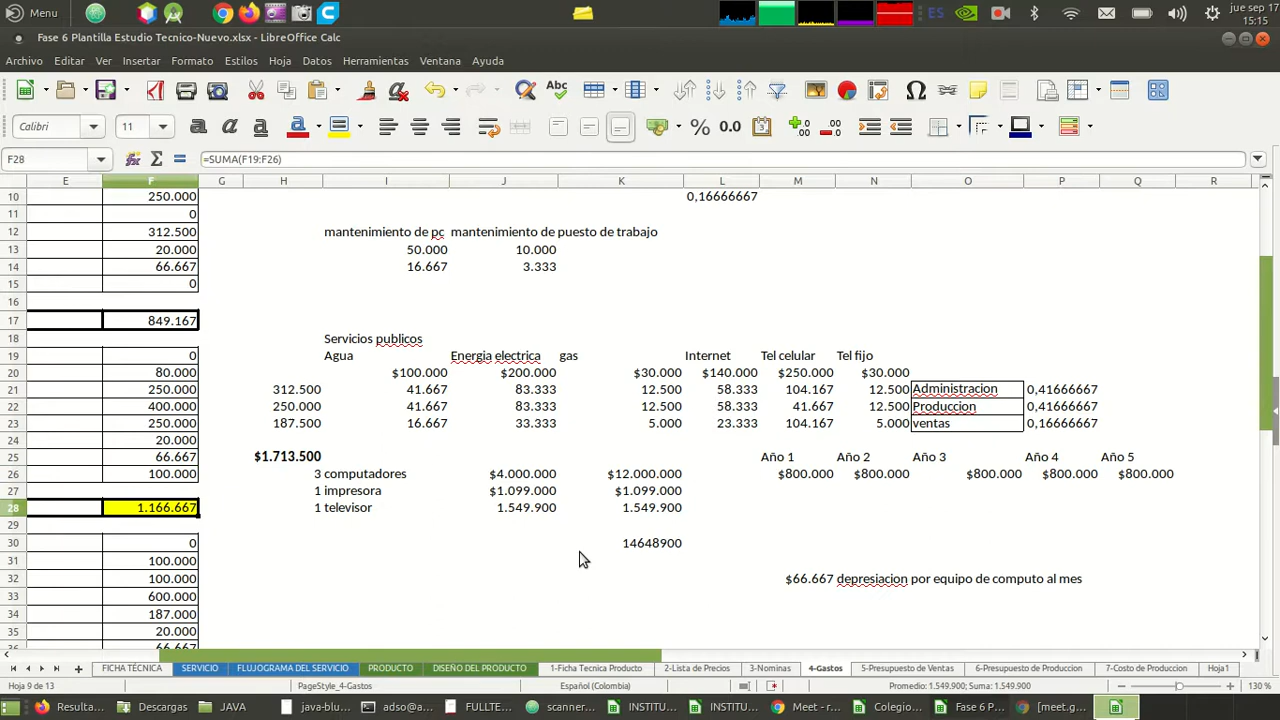 Menu ES jue sep 17 15:15
Fase 6 Plantilla Estudio Tecnico-Nuevo.xlsx - LibreOffice Calc
Archivo Editar Ver Insertar Formato Estilos Hoja Datos Herramientas Ventana Ayuda
Calibri 11
F28 =SUMA(F19:F26)
E F G H I J K L M N O P Q R
10 250.000 0,16666667
11 0
12 312.500 mantenimiento de pc mantenimiento de puesto de trabajo
13 20.000 50.000 10.000
14 66.667 16.667 3.333
15 0
16
17 849.167
18 Servicios publicos
19 0 Agua Energia electrica gas Internet Tel celular Tel fijo
20 80.000 $100.000 $200.000 $30.000 $140.000 $250.000 $30.000
21 250.000 312.500 41.667 83.333 12.500 58.333 104.167 12.500 Administracion 0,41666667
22 400.000 250.000 41.667 83.333 12.500 58.333 41.667 12.500 Produccion 0,41666667
23 250.000 187.500 16.667 33.333 5.000 23.333 104.167 5.000 ventas 0,16666667
24 20.000
25 66.667 $1.713.500 Año 1 Año 2 Año 3 Año 4 Año 5
26 100.000 3 computadores $4.000.000 $12.000.000 $800.000 $800.000 $800.000 $800.000 $800.000
27 1 impresora $1.099.000 $1.099.000
28 1.166.667 1 televisor 1.549.900 1.549.900
29
30 0 14648900
31 100.000
32 100.000 $66.667 depresiacion por equipo de computo al mes
33 600.000
34 187.000
35 20.000
66.667
FICHA TÉCNICA SERVICIO FLUJOGRAMA DEL SERVICIO PRODUCTO DISEÑO DEL PRODUCTO 1-Ficha Tecnica Producto 2-Lista de Precios 3-Nominas 4-Gastos 5-Presupuesto de Ventas 6-Presupuesto de Produccion 7-Costo de Produccion Hoja1
Hoja 9 de 13 PageStyle_4-Gastos Español (Colombia) Promedio: 1.549.900; Suma: 1.549.900 130 %
Resulta... Descargas JAVA java-blu... adso@a... FULLTE... scanner... INSTITU... INSTITU... Meet - r... Colegio... Fase 6 P... [meet.g...